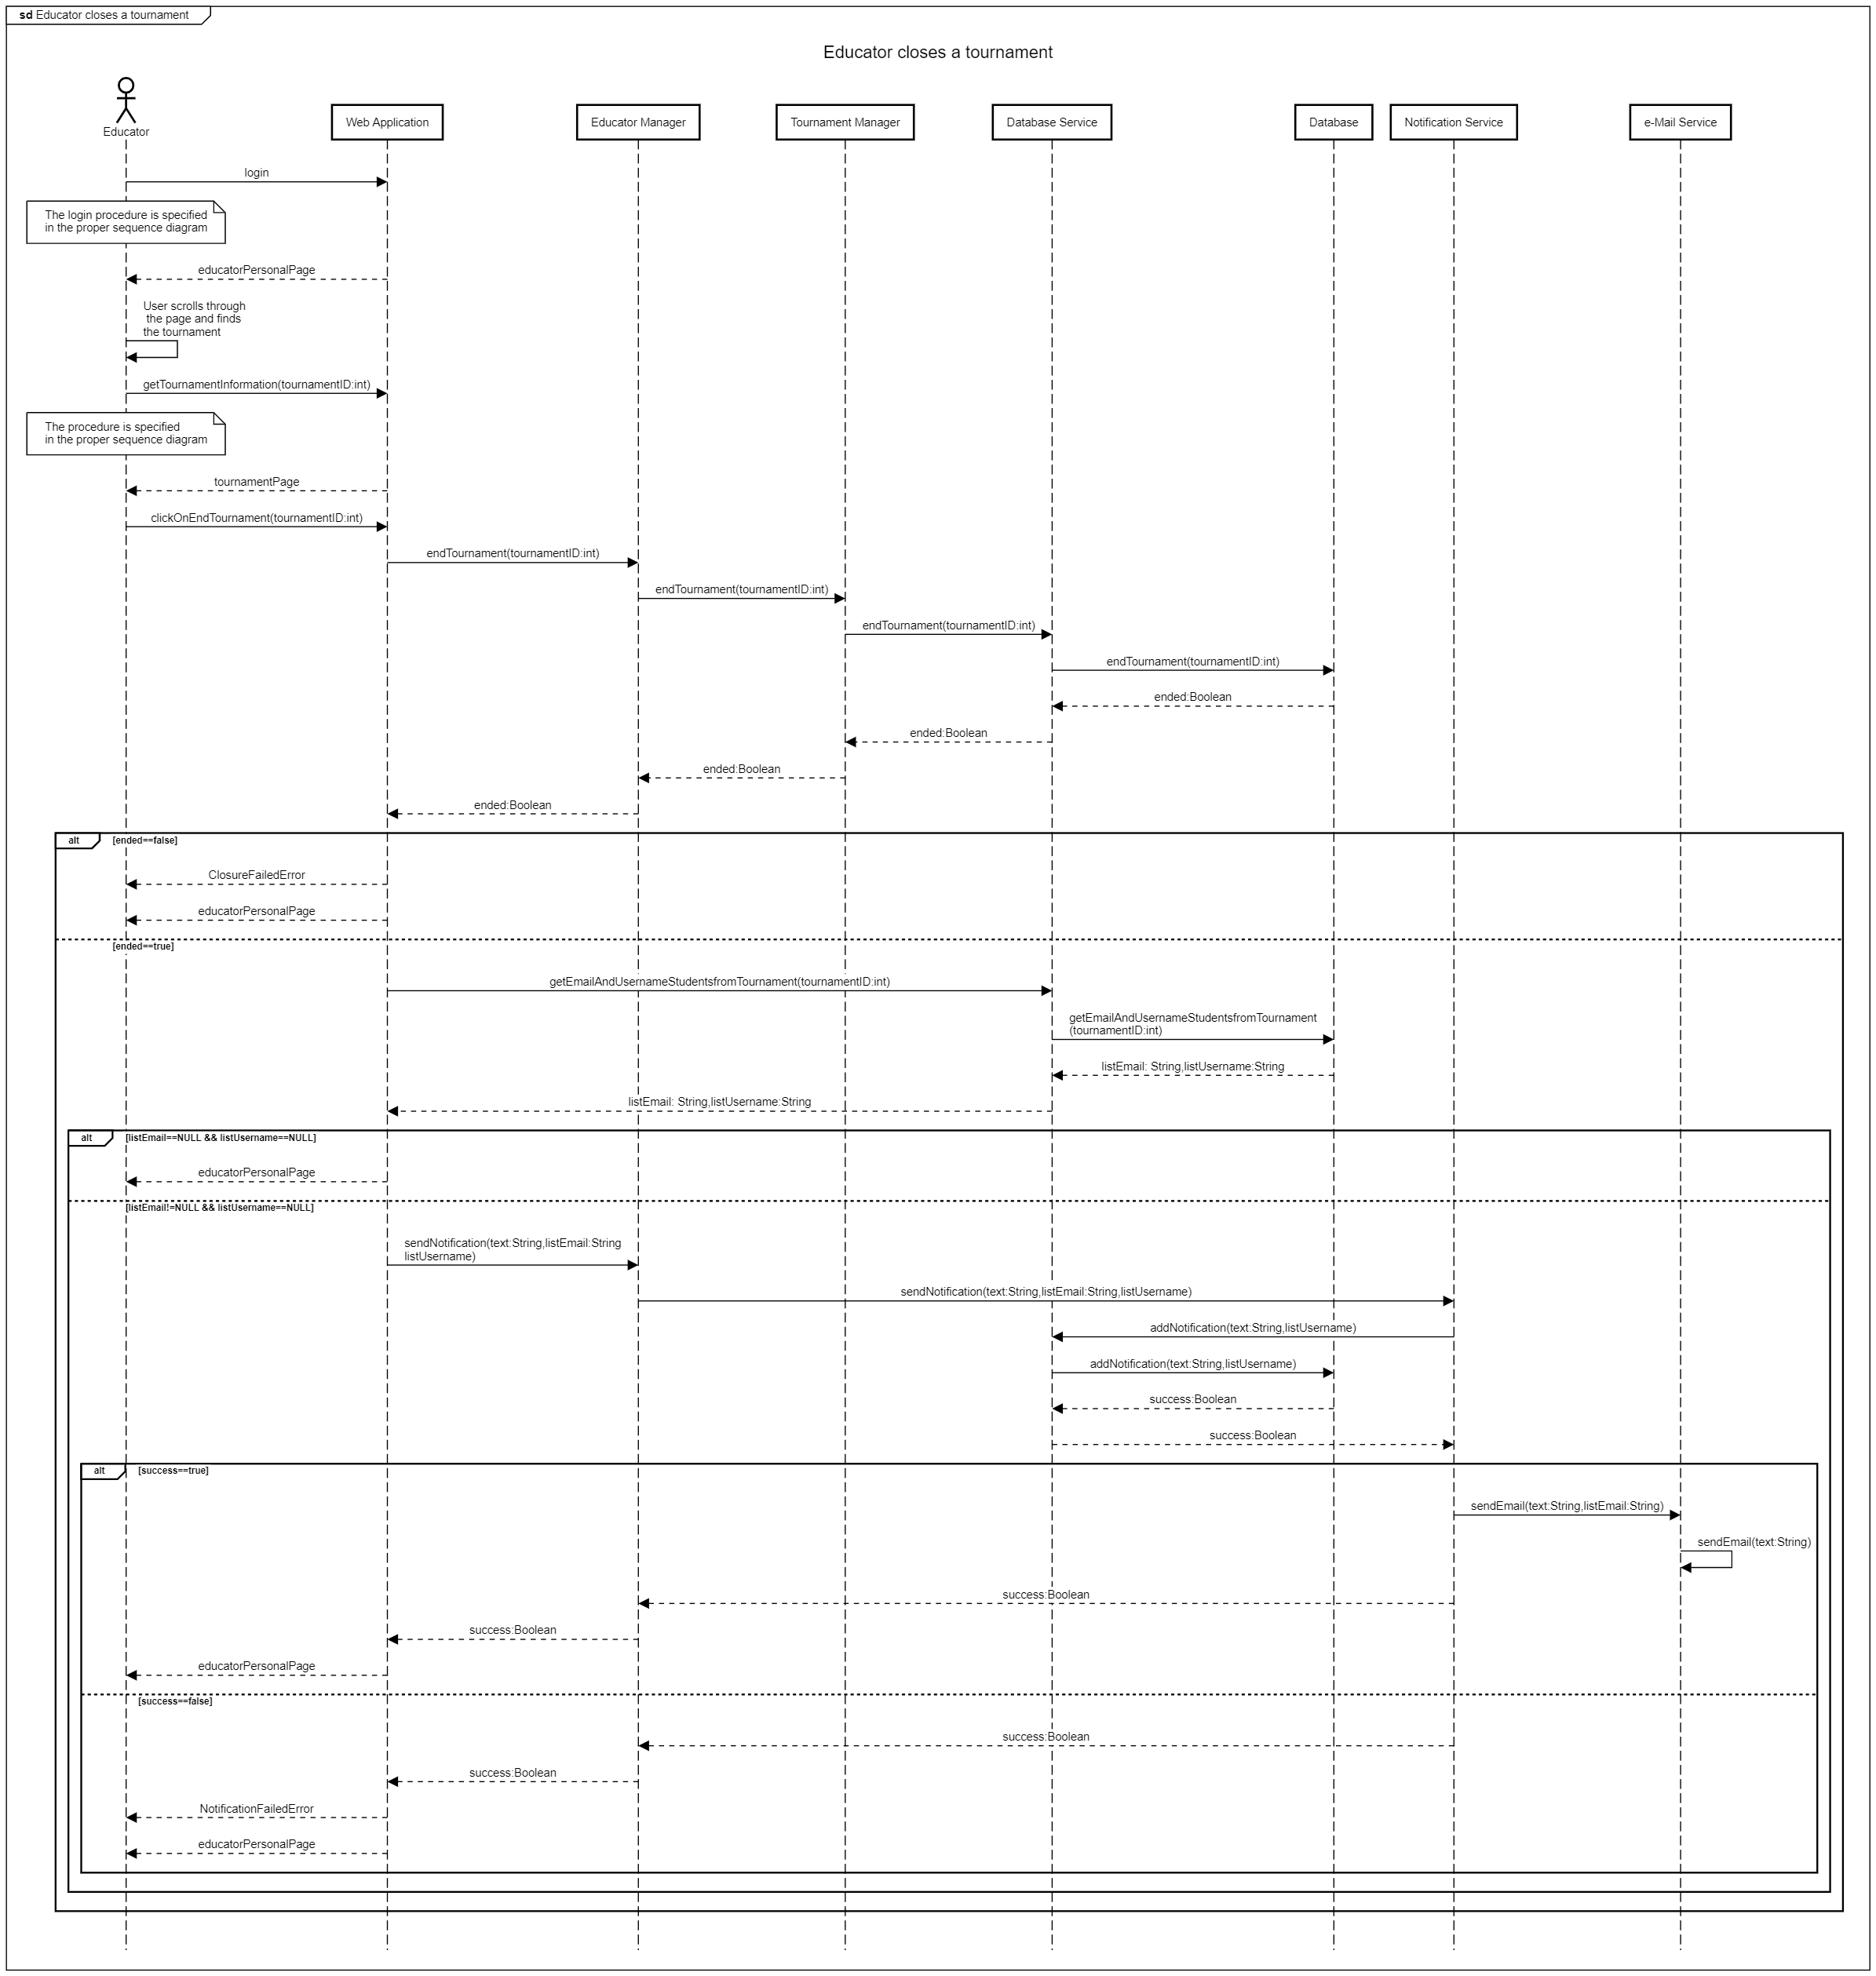 sd Educator closes a tournament
Educator closes a tournament
Educator
Web Application
Educator Manager
Tournament Manager
Database Service
Database
Notification Service
e-Mail Service
login
The login procedure is specified
in the proper sequence diagram
educatorPersonalPage
User scrolls through
the page and finds
the tournament
getTournamentInformation(tournamentID:int)
The procedure is specified
in the proper sequence diagram
tournamentPage
clickOnEndTournament(tournamentID:int)
endTournament(tournamentID:int)
endTournament(tournamentID:int)
endTournament(tournamentID:int)
endTournament(tournamentID:int)
ended:Boolean
ended:Boolean
ended:Boolean
ended:Boolean
alt [ended==false]
ClosureFailedError
educatorPersonalPage
[ended==true]
getEmailAndUsernameStudentsfromTournament(tournamentID:int)
getEmailAndUsernameStudentsfromTournament
(tournamentID:int)
listEmail: String,listUsername:String
listEmail: String,listUsername:String
alt [listEmail==NULL && listUsername==NULL]
educatorPersonalPage
[listEmail!=NULL && listUsername==NULL]
sendNotification(text:String,listEmail:String
listUsername)
sendNotification(text:String,listEmail:String,listUsername)
addNotification(text:String,listUsername)
addNotification(text:String,listUsername)
success:Boolean
success:Boolean
alt [success==true]
sendEmail(text:String,listEmail:String)
sendEmail(text:String)
success:Boolean
success:Boolean
educatorPersonalPage
[success==false]
success:Boolean
success:Boolean
NotificationFailedError
educatorPersonalPage